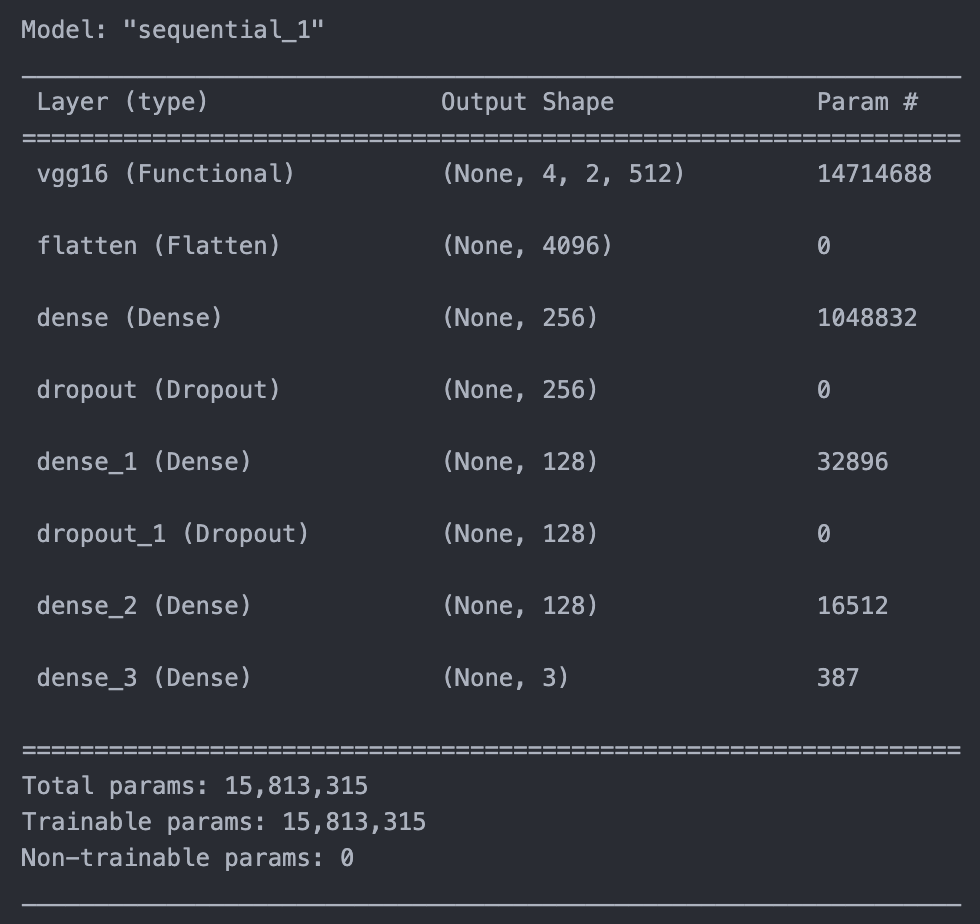 Model: "sequential_1"
_________________________________________________________________
Layer (type) Output Shape Param #
=================================================================
vgg16 (Functional) (None, 4, 2, 512) 14714688
flatten (Flatten) (None, 4096) 0
dense (Dense) (None, 256) 1048832
dropout (Dropout) (None, 256) 0
dense_1 (Dense) (None, 128) 32896
dropout_1 (Dropout) (None, 128) 0
dense_2 (Dense) (None, 128) 16512
dense_3 (Dense) (None, 3) 387
=================================================================
Total params: 15,813,315
Trainable params: 15,813,315
Non-trainable params: 0
_________________________________________________________________